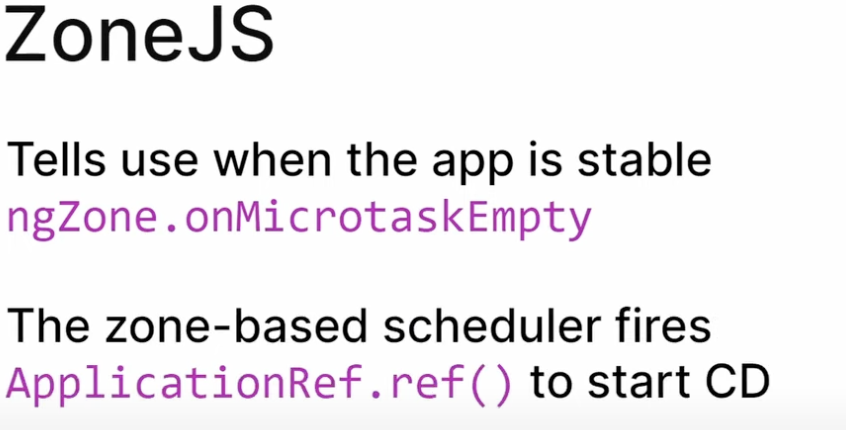 ZoneJS
Tells use when the app is stable
ngZone.onMicrotaskEmpty
The zone-based scheduler fires
ApplicationRef.ref() to start CD